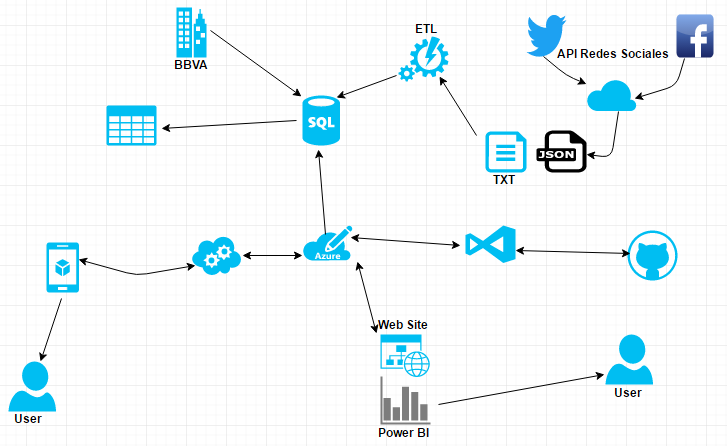 ETL
API Redes Sociales
BBVA
SQL
JSON
TXT
Azure
Web Site
User
User
Power BI